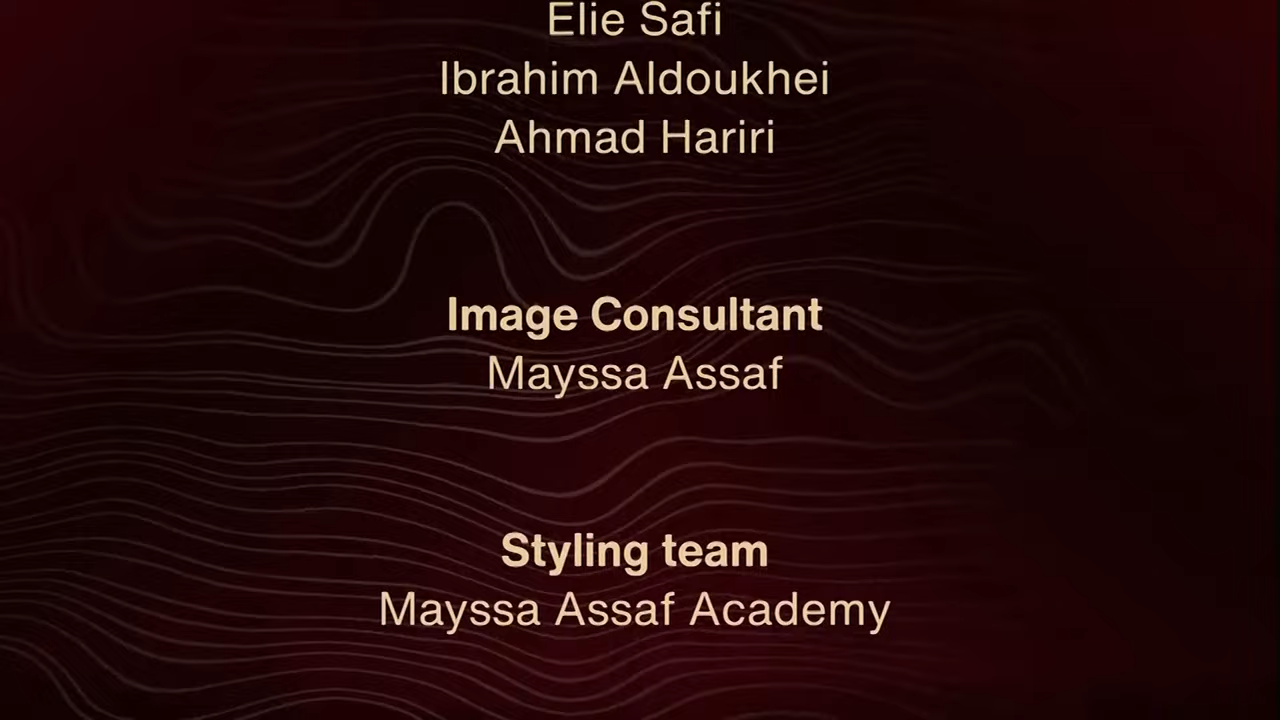 Elie Safi
Ibrahim Aldoukhei
Ahmad Hariri
Image Consultant
Mayssa Assaf
Styling team
Mayssa Assaf Academy